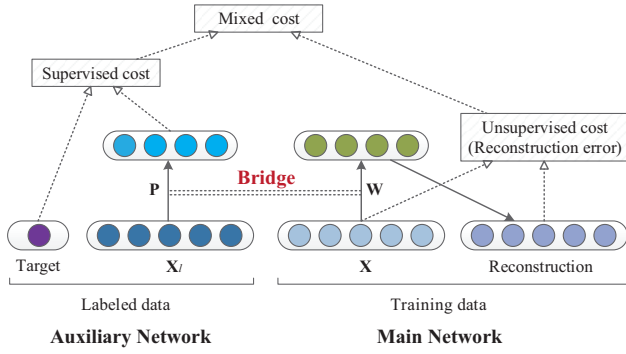 Mixed cost
Supervised cost
Unsupervised cost
(Reconstruction error)
Bridge
P
W
Target
X_l
X
Reconstruction
Labeled data
Training data
Auxiliary Network
Main Network